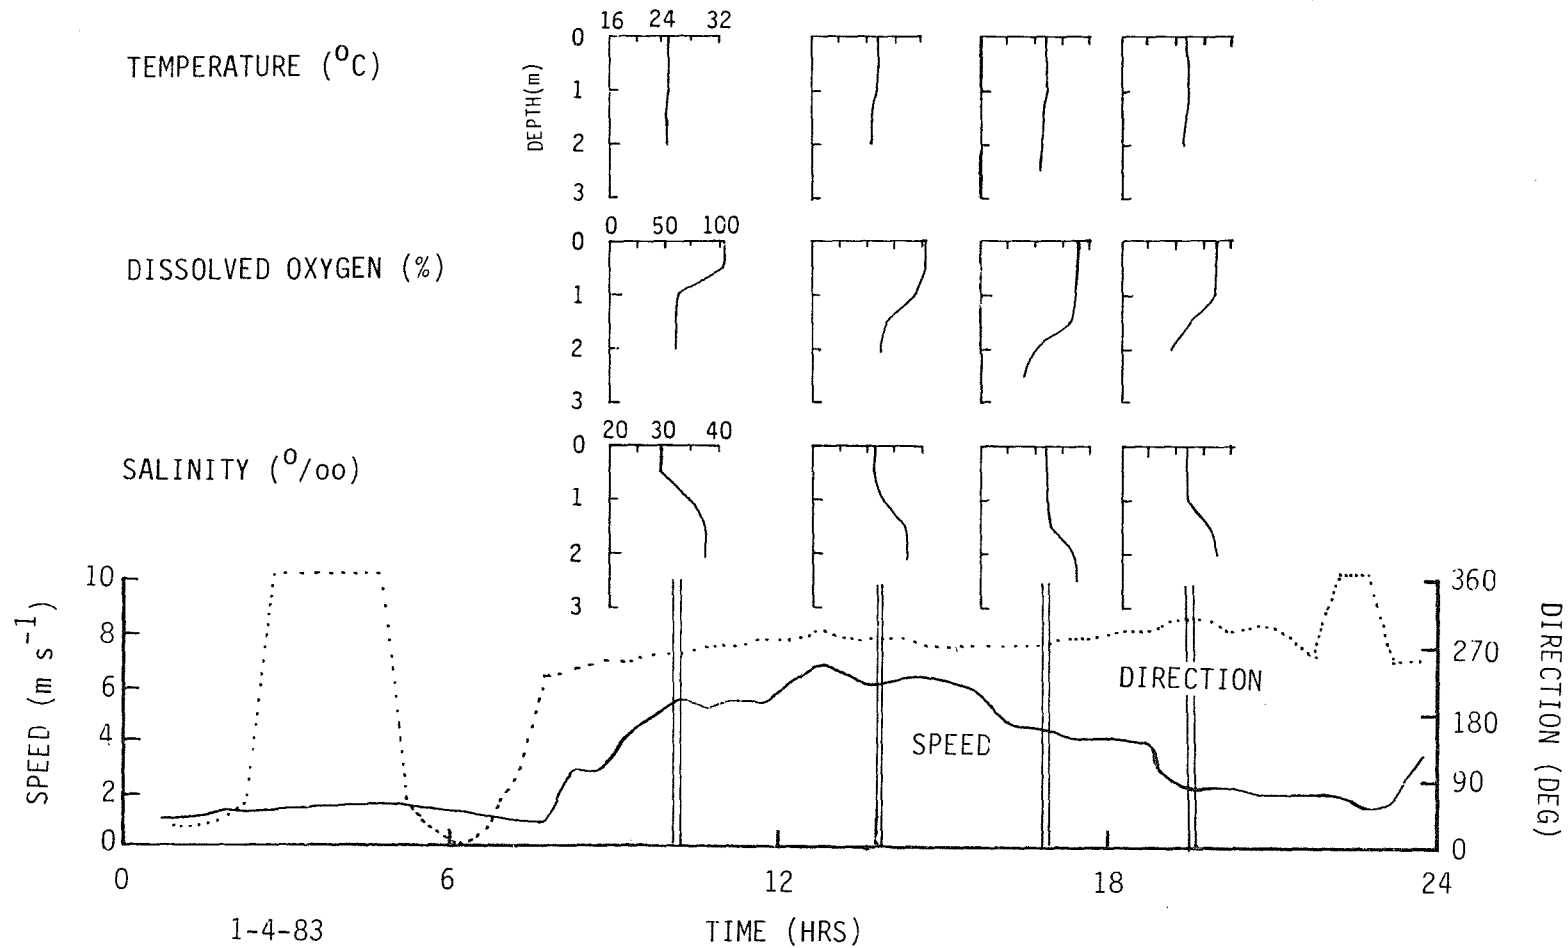 16 24 32
TEMPERATURE (°C)
DEPTH(m)
0
1
2
3
0 50 100
DISSOLVED OXYGEN (%)
0
1
2
3
20 30 40
SALINITY (°/oo)
0
1
2
3
SPEED (m s⁻¹)
10
8
6
4
2
0
360
270
180
90
0
DIRECTION (DEG)
DIRECTION
SPEED
0 6 12 18 24
1-4-83
TIME (HRS)